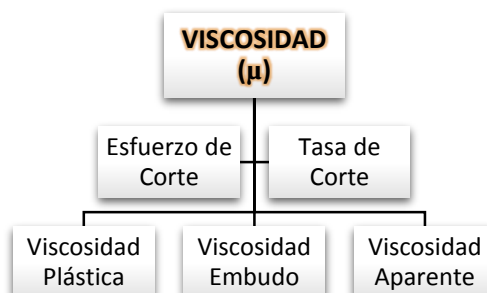 VISCOSIDAD
(µ)
Esfuerzo de
Corte
Tasa de
Corte
Viscosidad
Plástica
Viscosidad
Embudo
Viscosidad
Aparente